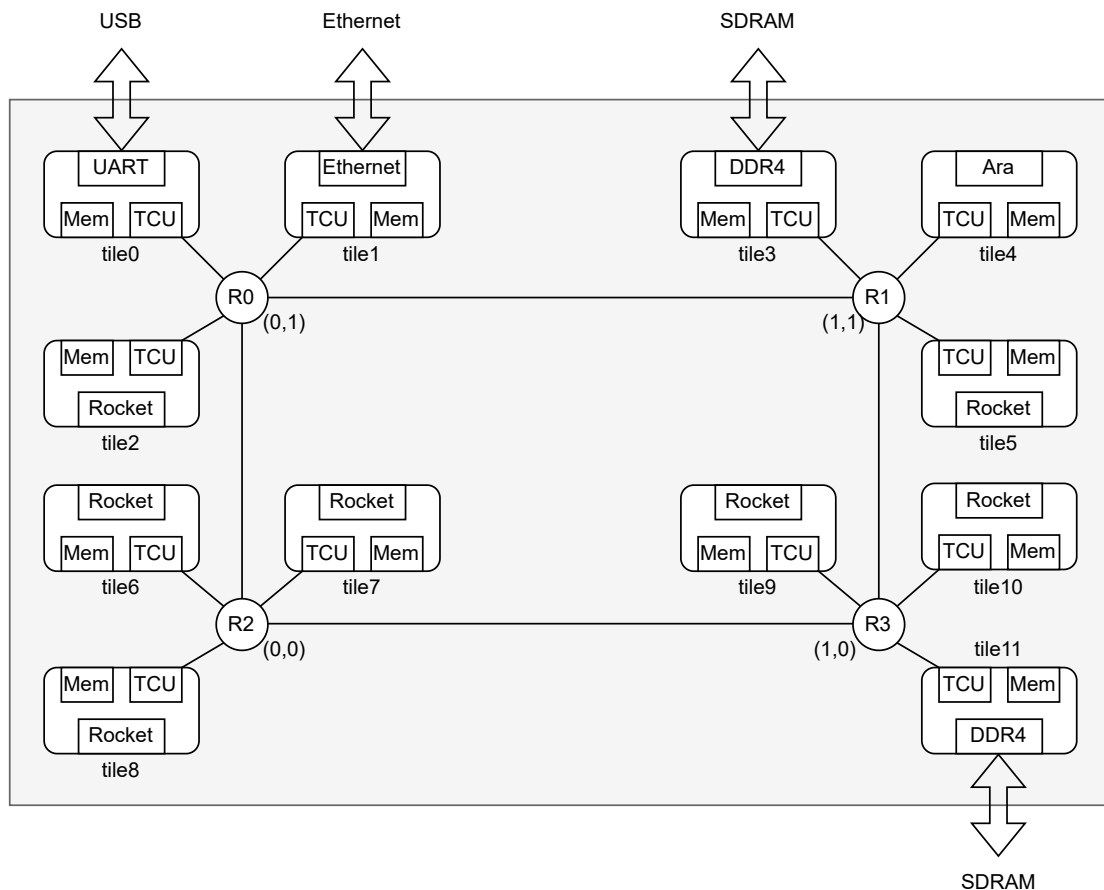 USB
Ethernet
SDRAM
UART
Mem
TCU
tile0
Ethernet
TCU
Mem
tile1
DDR4
Mem
TCU
tile3
Ara
TCU
Mem
tile4
R0
(0,1)
R1
(1,1)
Mem
TCU
Rocket
tile2
TCU
Mem
Rocket
tile5
Rocket
Mem
TCU
tile6
Rocket
TCU
Mem
tile7
Rocket
Mem
TCU
tile9
Rocket
TCU
Mem
tile10
R2
(0,0)
R3
(1,0)
Mem
TCU
Rocket
tile8
tile11
TCU
Mem
DDR4
SDRAM